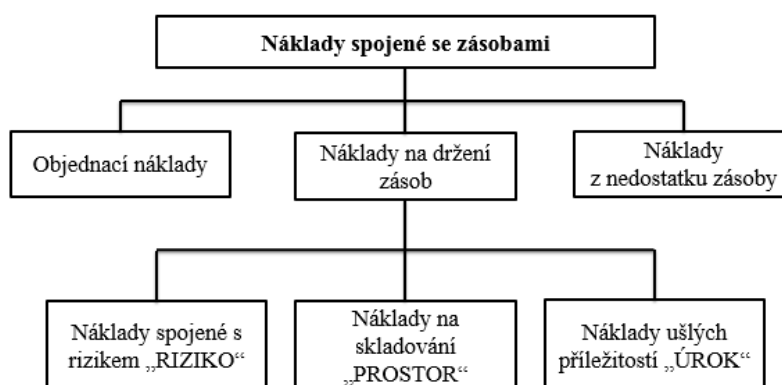 Náklady spojené se zásobami
Objednací náklady
Náklady na držení
zásob
Náklady
z nedostatku zásoby
Náklady spojené s
rizikem „RIZIKO“
Náklady na
skladování
„PROSTOR“
Náklady ušlých
příležitostí „ÚROK“